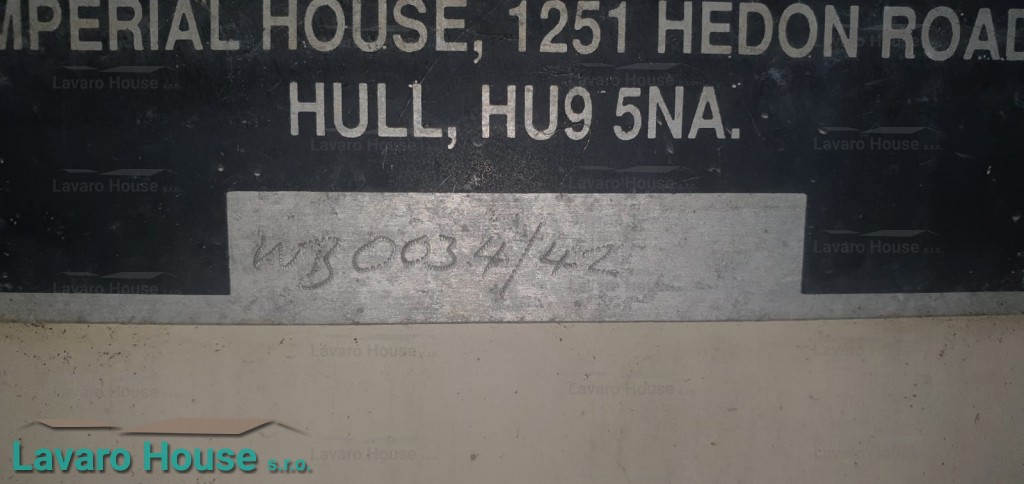 MPERIAL HOUSE, 1251 HEDON ROAD
HULL, HU9 5NA.
WB0034/42
Lavaro House s.r.o.